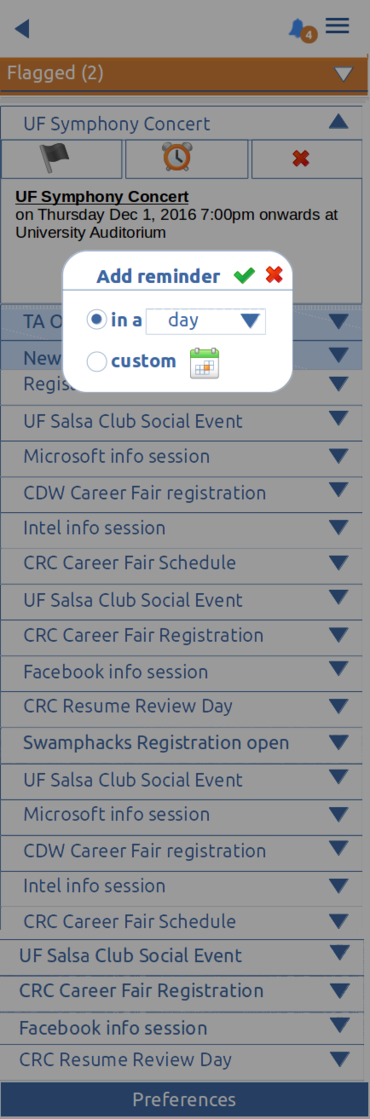 4
Flagged (2)
UF Symphony Concert
UF Symphony Concert
on Thursday Dec 1, 2016 7:00pm onwards at
University Auditorium
Add reminder
in a day
custom
TA O
New
Regis
UF Salsa Club Social Event
Microsoft info session
CDW Career Fair registration
Intel info session
CRC Career Fair Schedule
UF Salsa Club Social Event
CRC Career Fair Registration
Facebook info session
CRC Resume Review Day
Swamphacks Registration open
UF Salsa Club Social Event
Microsoft info session
CDW Career Fair registration
Intel info session
CRC Career Fair Schedule
UF Salsa Club Social Event
CRC Career Fair Registration
Facebook info session
CRC Resume Review Day
Preferences